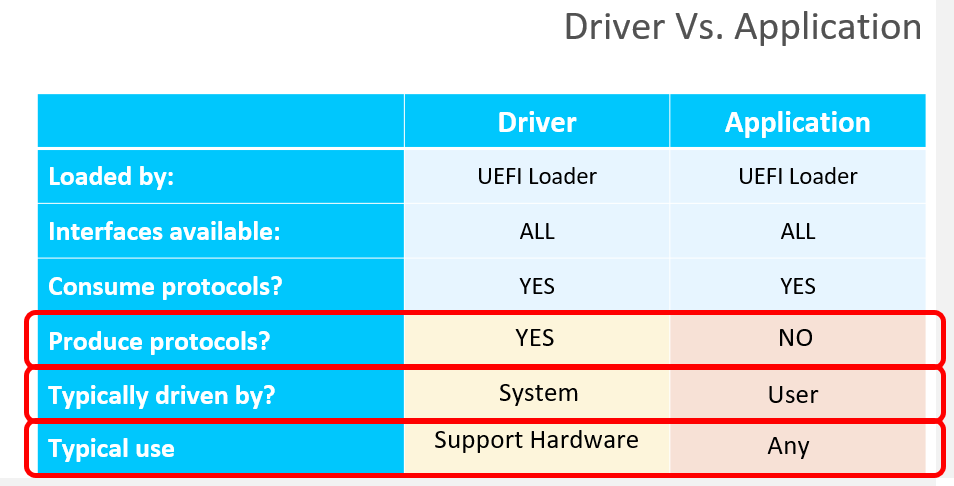 Driver Vs. Application
Driver Application
Loaded by: UEFI Loader UEFI Loader
Interfaces available: ALL ALL
Consume protocols? YES YES
Produce protocols? YES NO
Typically driven by? System User
Typical use Support Hardware Any